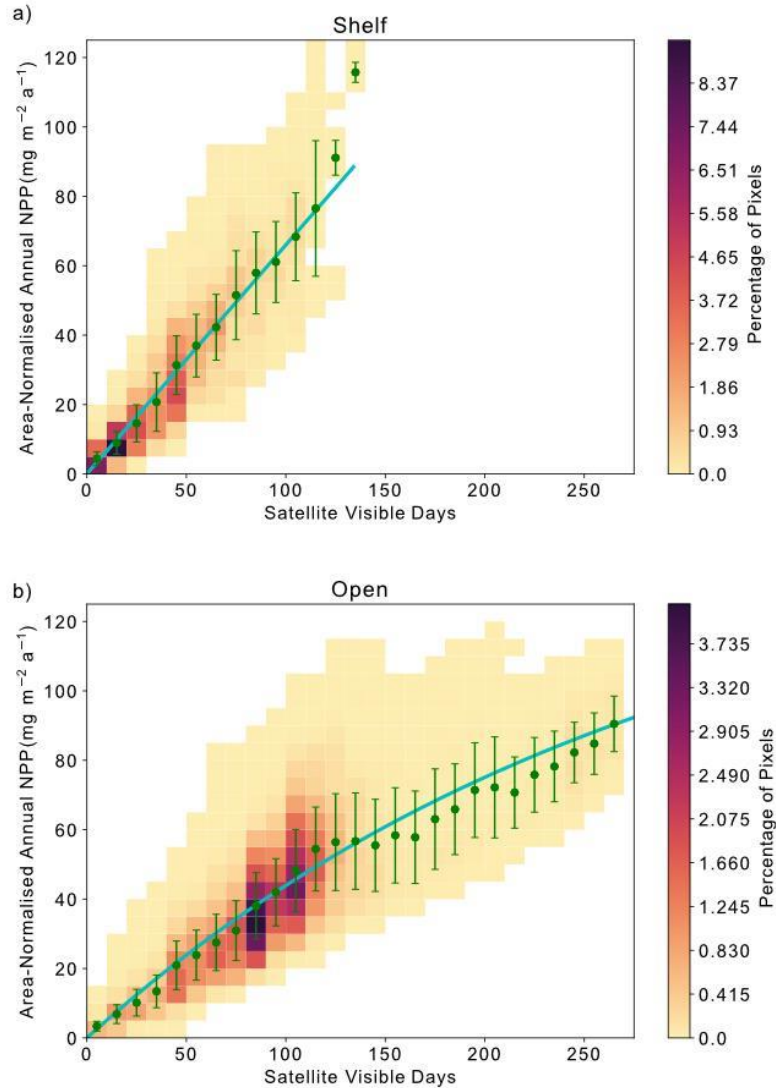 a)
Shelf
120
100
80
60
40
20
0
Area-Normalised Annual NPP(mg m⁻² a⁻¹)
0 50 100 150 200 250
Satellite Visible Days
8.37
7.44
6.51
5.58
4.65
3.72
2.79
1.86
0.93
0.0
Percentage of Pixels
b)
Open
120
100
80
60
40
20
0
Area-Normalised Annual NPP(mg m⁻² a⁻¹)
0 50 100 150 200 250
Satellite Visible Days
3.735
3.320
2.905
2.490
2.075
1.660
1.245
0.830
0.415
0.0
Percentage of Pixels